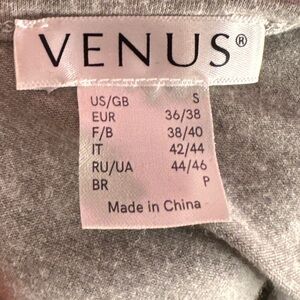 VENUS®
US/GB S
EUR 36/38
F/B 38/40
IT 42/44
RU/UA 44/46
BR P
Made in China